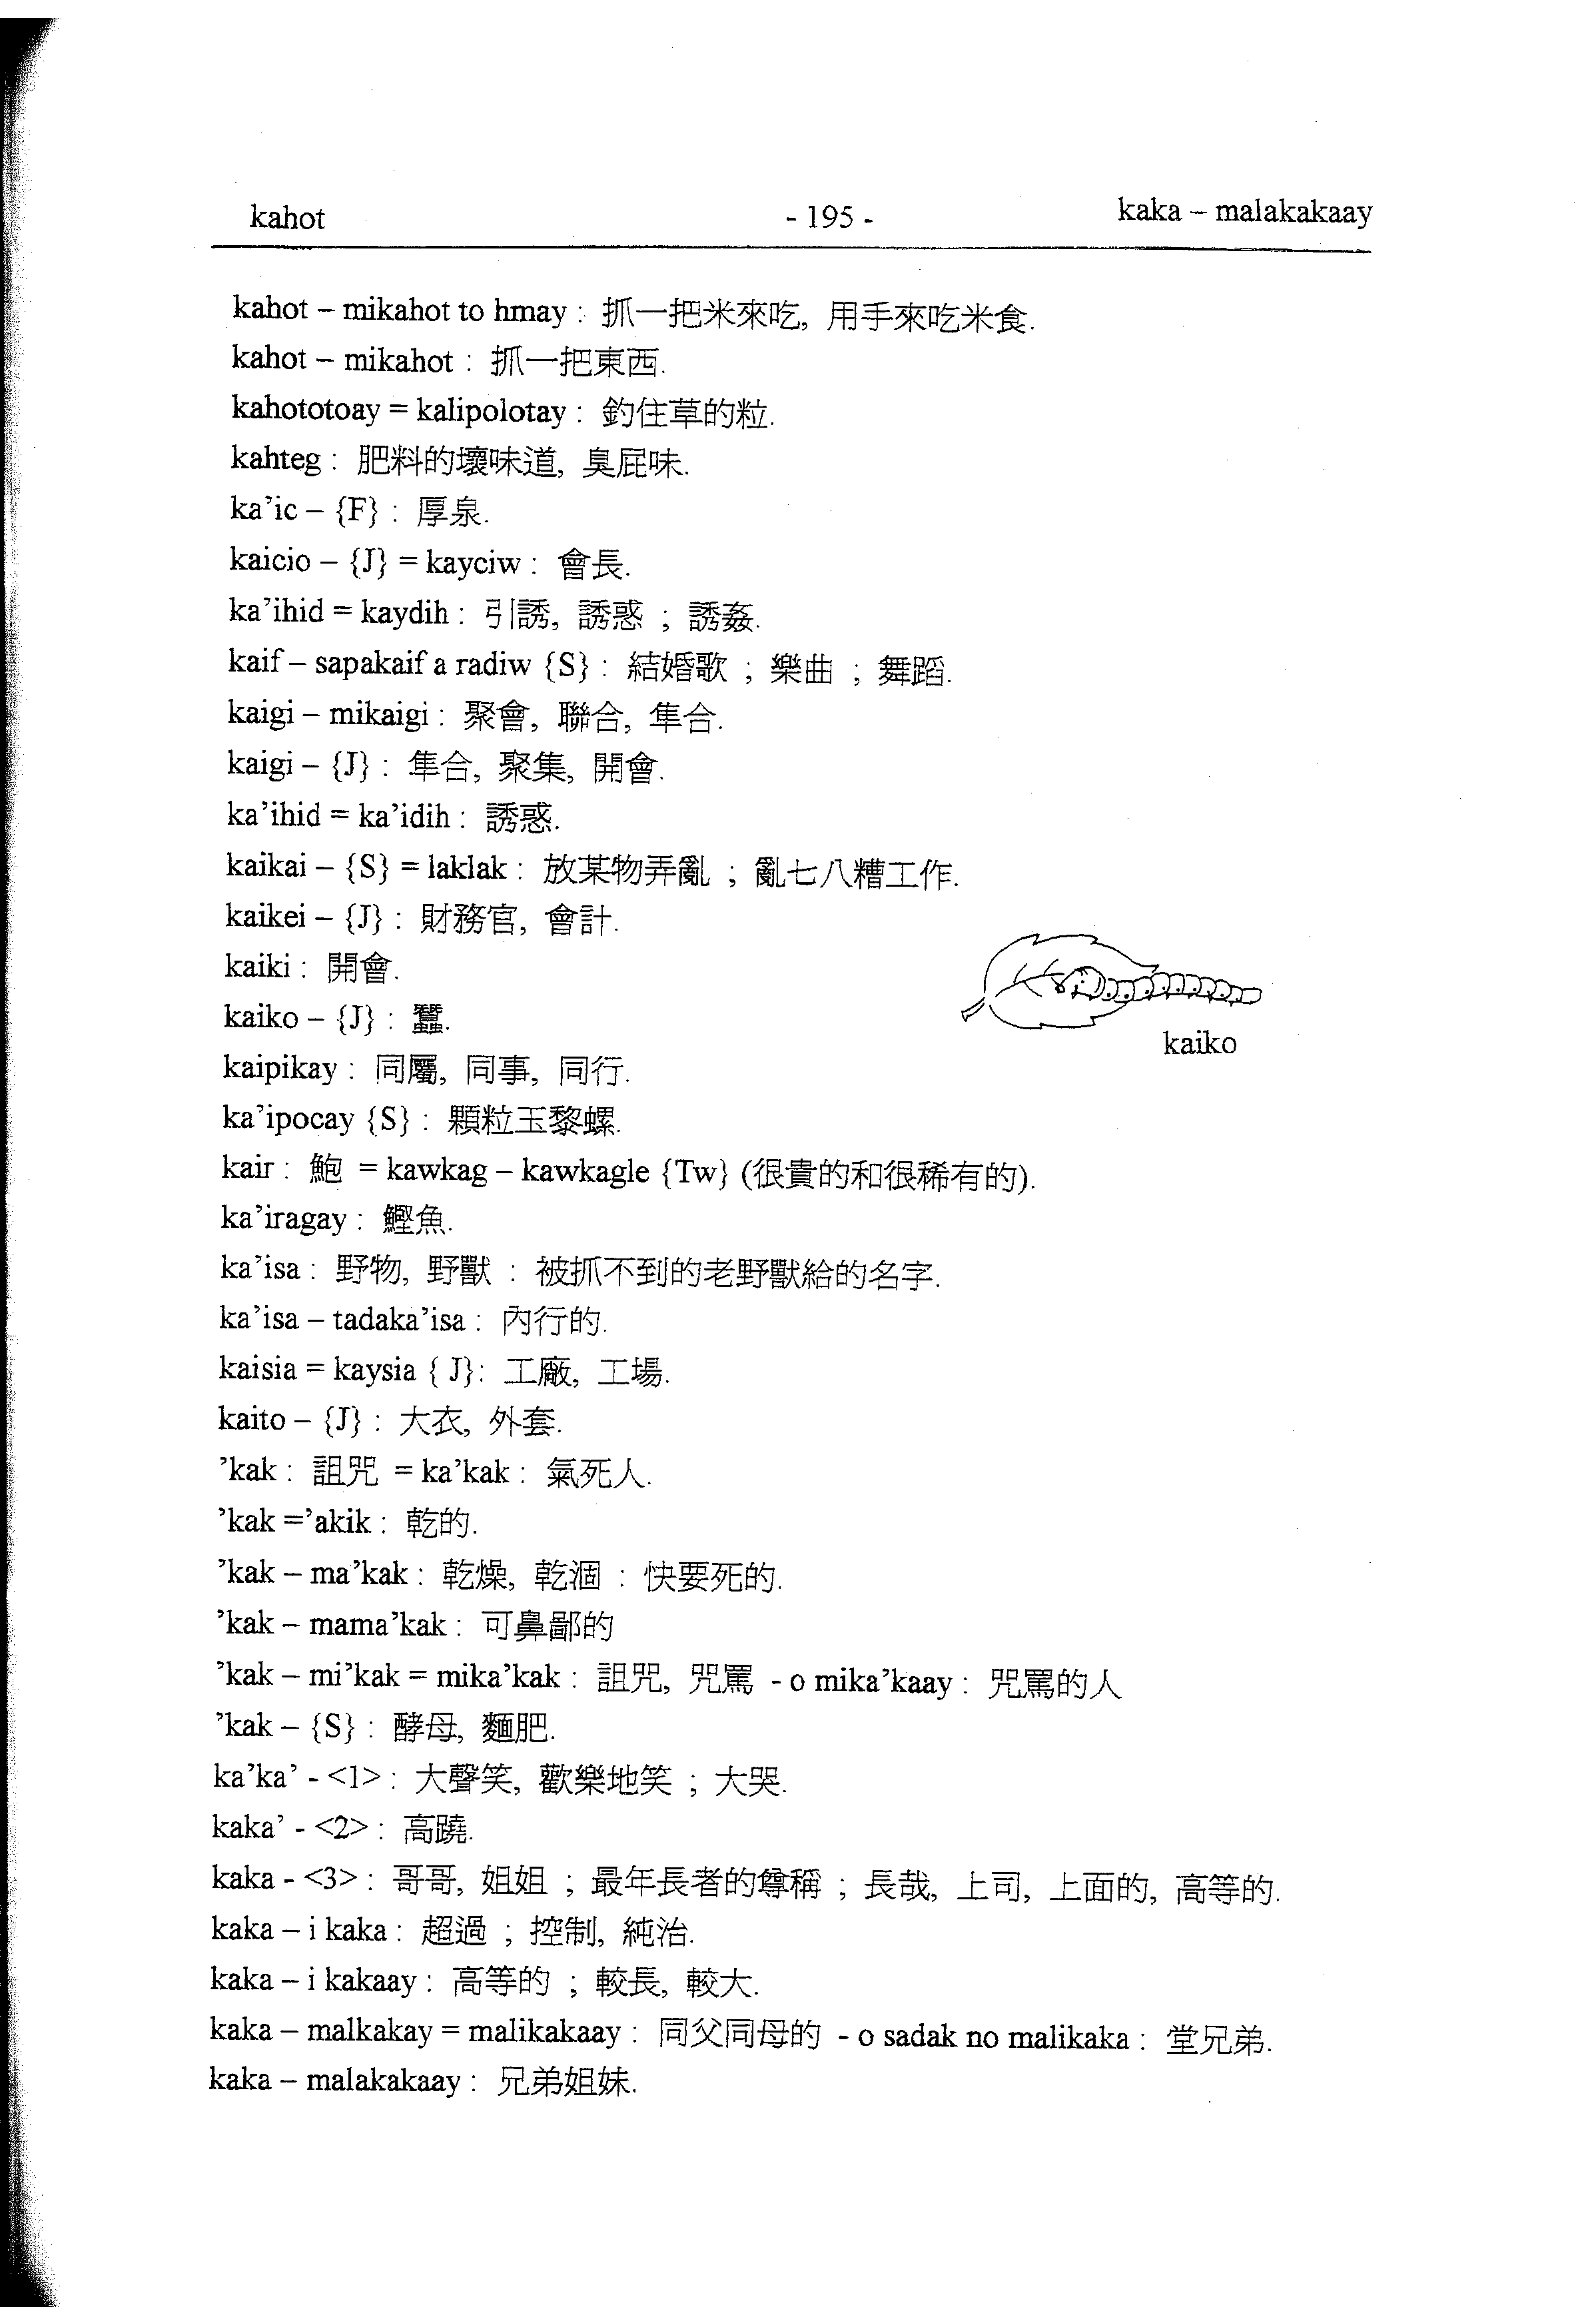 kahot - 195 - kaka – malakakaay
kahot – mikahot to hmay : 抓一把米來吃, 用手來吃米食.
kahot – mikahot : 抓一把東西.
kahototoay = kalipolotay : 釣住草的粒.
kahteg : 肥料的壞味道, 臭屁味.
ka’ic – {F} : 厚泉.
kaicio – {J} = kayciw : 會長.
ka’ihid = kaydih : 引誘, 誘惑 ; 誘姦.
kaif – sapakaif a radiw {S} : 結婚歌 ; 樂曲 ; 舞蹈.
kaigi – mikaigi : 聚會, 聯合, 隼合.
kaigi – {J} : 隼合, 聚集, 開會.
ka’ihid = ka’idih : 誘惑.
kaikai – {S} = laklak : 放某物弄亂 ; 亂七八糟工作.
kaikei – {J} : 財務官, 會計.
kaiki : 開會.
kaiko – {J} : 蠶.
kaiko
kaipikay : 同屬, 同事, 同行.
ka’ipocay {S} : 顆粒玉黎螺.
kair : 鮑 = kawkag – kawkagle {Tw} (很貴的和很稀有的).
ka’iragay : 鰹魚.
ka’isa : 野物, 野獸 : 被抓不到的老野獸給的名字.
ka’isa – tadaka’isa : 內行的.
kaisia = kaysia { J}: 工廠, 工場.
kaito – {J} : 大衣, 外套.
’kak : 詛咒 = ka’kak : 氣死人.
’kak =’akik : 乾的.
’kak – ma’kak : 乾燥, 乾涸 : 快要死的.
’kak – mama’kak : 可鼻鄙的
’kak – mi’kak = mika’kak : 詛咒, 咒罵 - o mika’kaay : 咒罵的人
’kak – {S} : 酵母, 麵肥.
ka’ka’ - <1> : 大聲笑, 歡樂地笑 ; 大哭.
kaka’ - <2> : 高蹺.
kaka - <3> : 哥哥, 姐姐 ; 最年長者的尊稱 ; 長哉, 上司, 上面的, 高等的.
kaka – i kaka : 超過 ; 控制, 純治.
kaka – i kakaay : 高等的 ; 較長, 較大.
kaka – malkakay = malikakaay : 同父同母的 - o sadak no malikaka : 堂兄弟.
kaka – malakakaay : 兄弟姐妹.